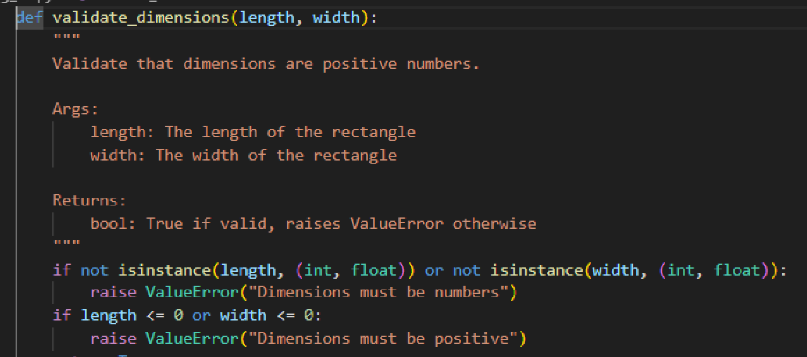 def validate_dimensions(length, width):
"""
Validate that dimensions are positive numbers.
Args:
length: The length of the rectangle
width: The width of the rectangle
Returns:
bool: True if valid, raises ValueError otherwise
"""
if not isinstance(length, (int, float)) or not isinstance(width, (int, float)):
raise ValueError("Dimensions must be numbers")
if length <= 0 or width <= 0:
raise ValueError("Dimensions must be positive")